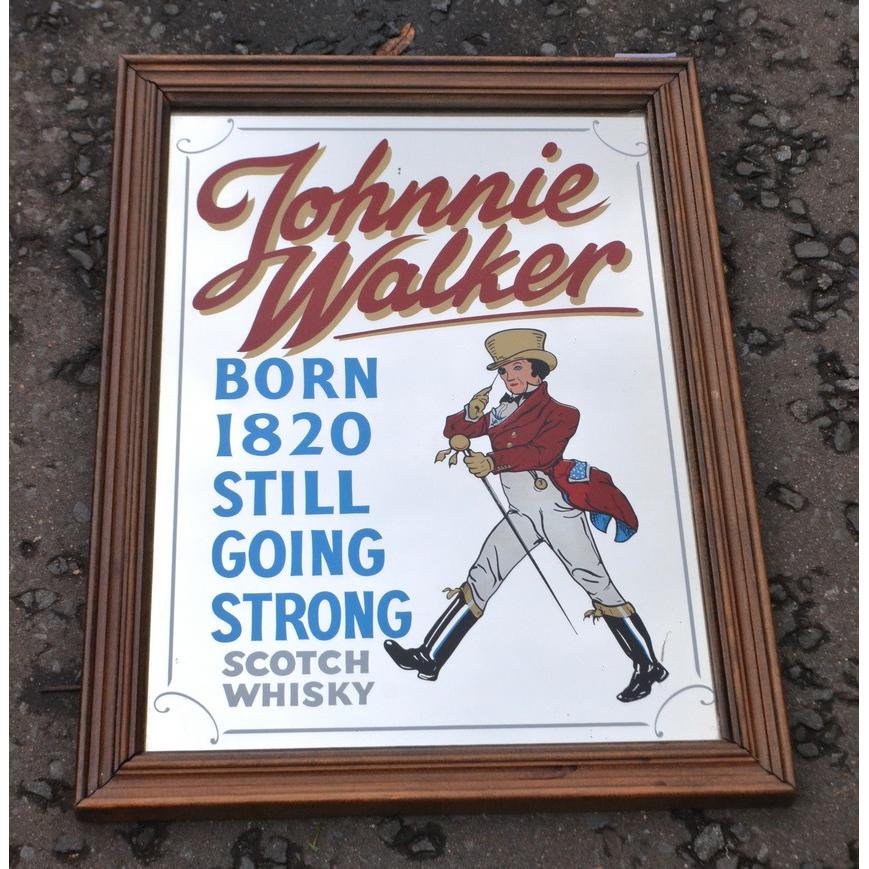 Johnnie
Walker
BORN
1820
STILL
GOING
STRONG
SCOTCH
WHISKY